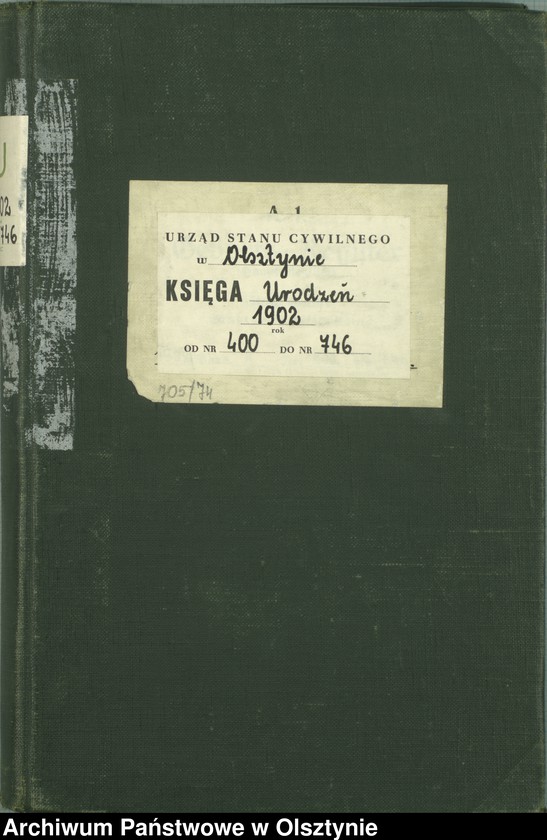 U
02
746
A 1
URZĄD STANU CYWILNEGO
w Olsztynie
KSIĘGA Urodzeń
1902
rok
OD NR 400 DO NR 746
705/74
Archiwum Państwowe w Olsztynie